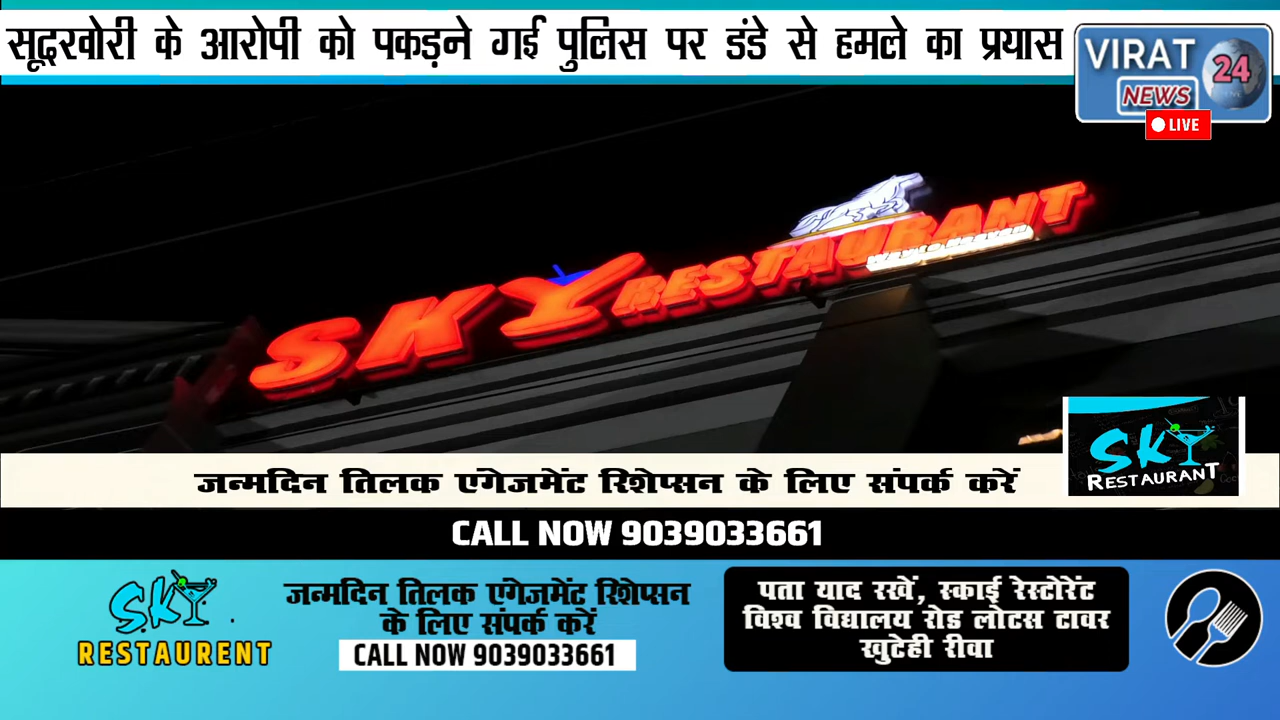 सूदखोरी के आरोपी को पकड़ने गई पुलिस पर डंडे से हमले का प्रयास
VIRAT
NEWS
24
LIVE
SKY RESTAURANT
SKY
RESTAURANT
जन्मदिन तिलक एंगेजमेंट रिशेप्सन के लिए संपर्क करें
CALL NOW 9039033661
SKY
RESTAURENT
जन्मदिन तिलक एंगेजमेंट रिशेप्सन
के लिए संपर्क करें
CALL NOW 9039033661
पता याद रखें, स्काई रेस्टोरेंट
विश्व विद्यालय रोड लोटस टावर
खुटेही रीवा